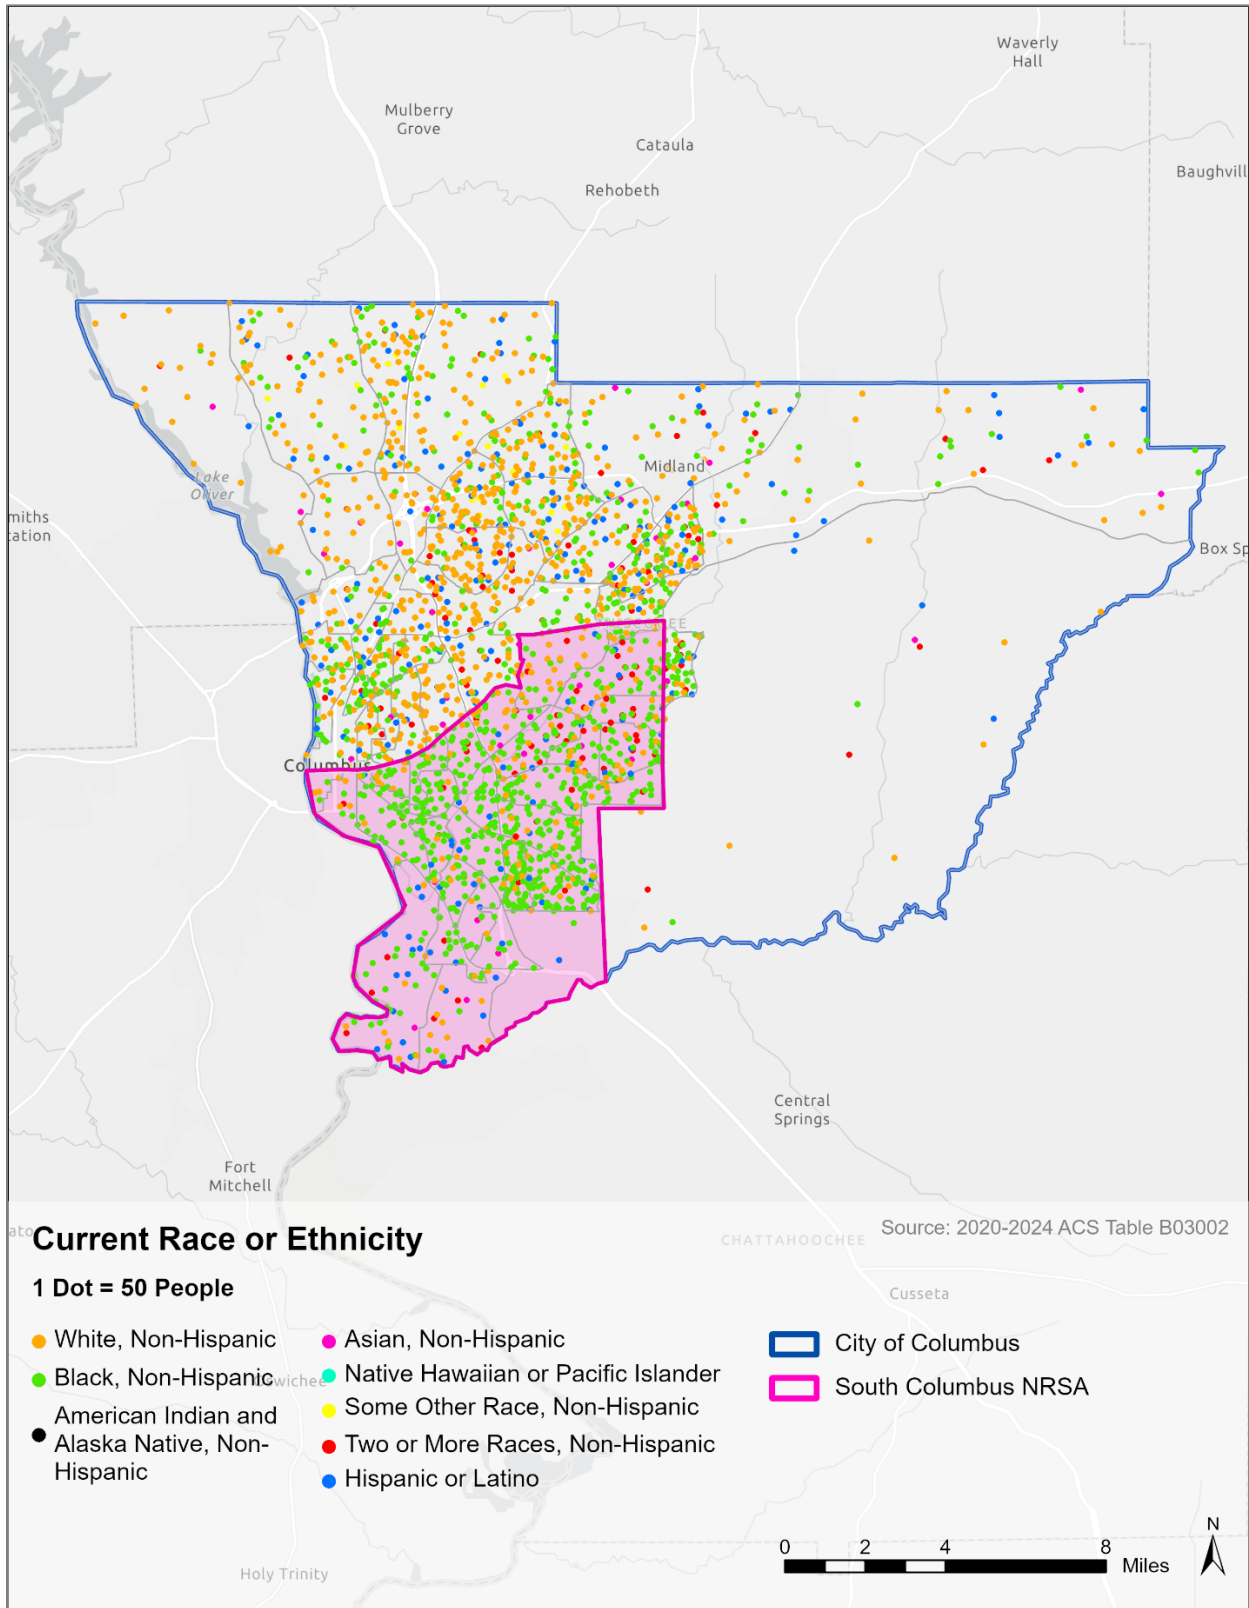 Waverly
Hall
Mulberry
Grove
Cataula
Baughvill
Rehobeth
Midland
Lake
Oliver
miths
tation
Box Sp
Columbus
Central
Springs
Fort
Mitchell
Current Race or Ethnicity
Source: 2020-2024 ACS Table B03002
CHATTAHOOCHEE
1 Dot = 50 People
Cusseta
White, Non-Hispanic
Black, Non-Hispanic
American Indian and
Alaska Native, Non-
Hispanic
Asian, Non-Hispanic
Native Hawaiian or Pacific Islander
Some Other Race, Non-Hispanic
Two or More Races, Non-Hispanic
Hispanic or Latino
City of Columbus
South Columbus NRSA
N
0 2 4 8
Miles
Holy Trinity